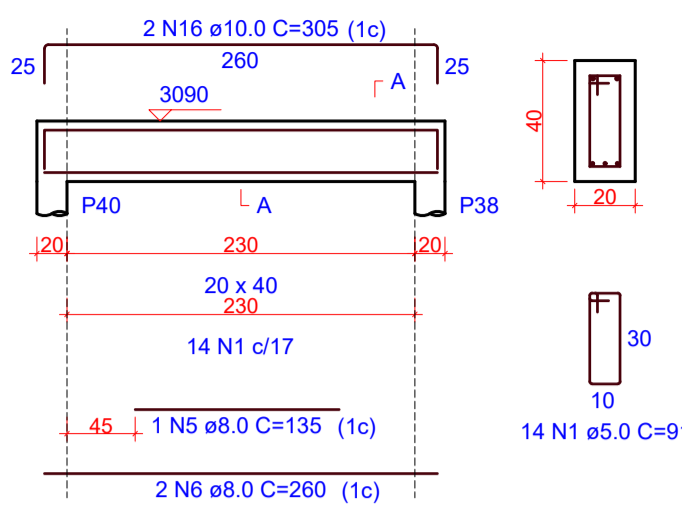 2 N16 ø10.0 C=305 (1c)
25 260 25
A
3090
40
P40 A P38
20 230 20
20
20 x 40
230
14 N1 c/17
30
10
45 1 N5 ø8.0 C=135 (1c)
14 N1 ø5.0
2 N6 ø8.0 C=260 (1c)